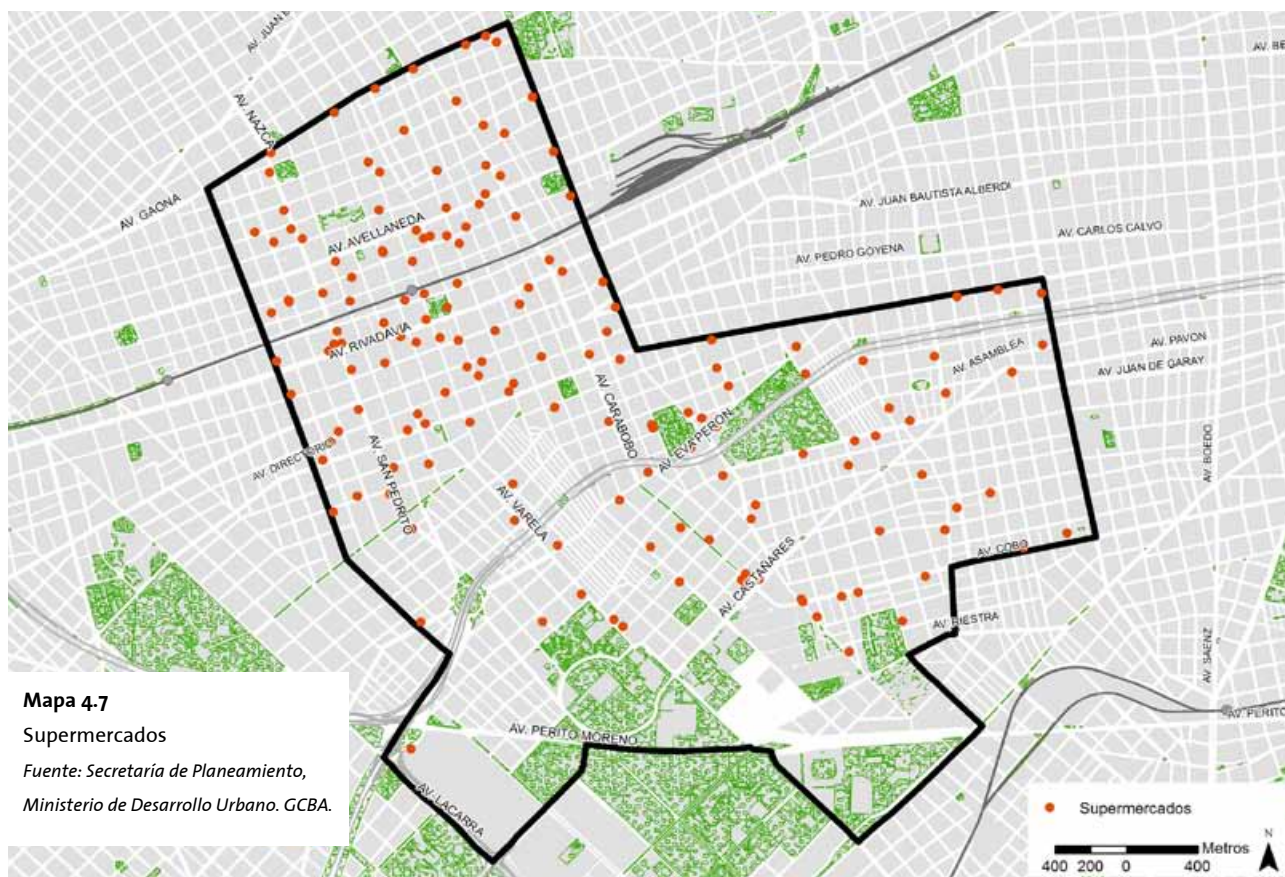 AV. JUAN B
AV. BE
AV. NAZCA
AV. GAONA
AV. JUAN BAUTISTA ALBERDI
AV. AVELLANEDA
AV. CARLOS CALVO
AV. PEDRO GOYENA
AV. RIVADAVIA
AV. PAVON
AV. ASAMBLEA
AV. JUAN DE GARAY
AV. CARABOBO
AV. EVA PERON
AV. DIRECTORIO
AV. SAN PEDRITO
AV. BOEDO
AV. VARELA
AV. COBO
AV. CASTAÑARES
AV. RIESTRA
AV. SAENZ
AV. PERITO MORENO
AV. PERITO
AV. LACARRA
Mapa 4.7
Supermercados
Fuente: Secretaría de Planeamiento,
Ministerio de Desarrollo Urbano. GCBA.
Supermercados
N
Metros
400 200 0 400